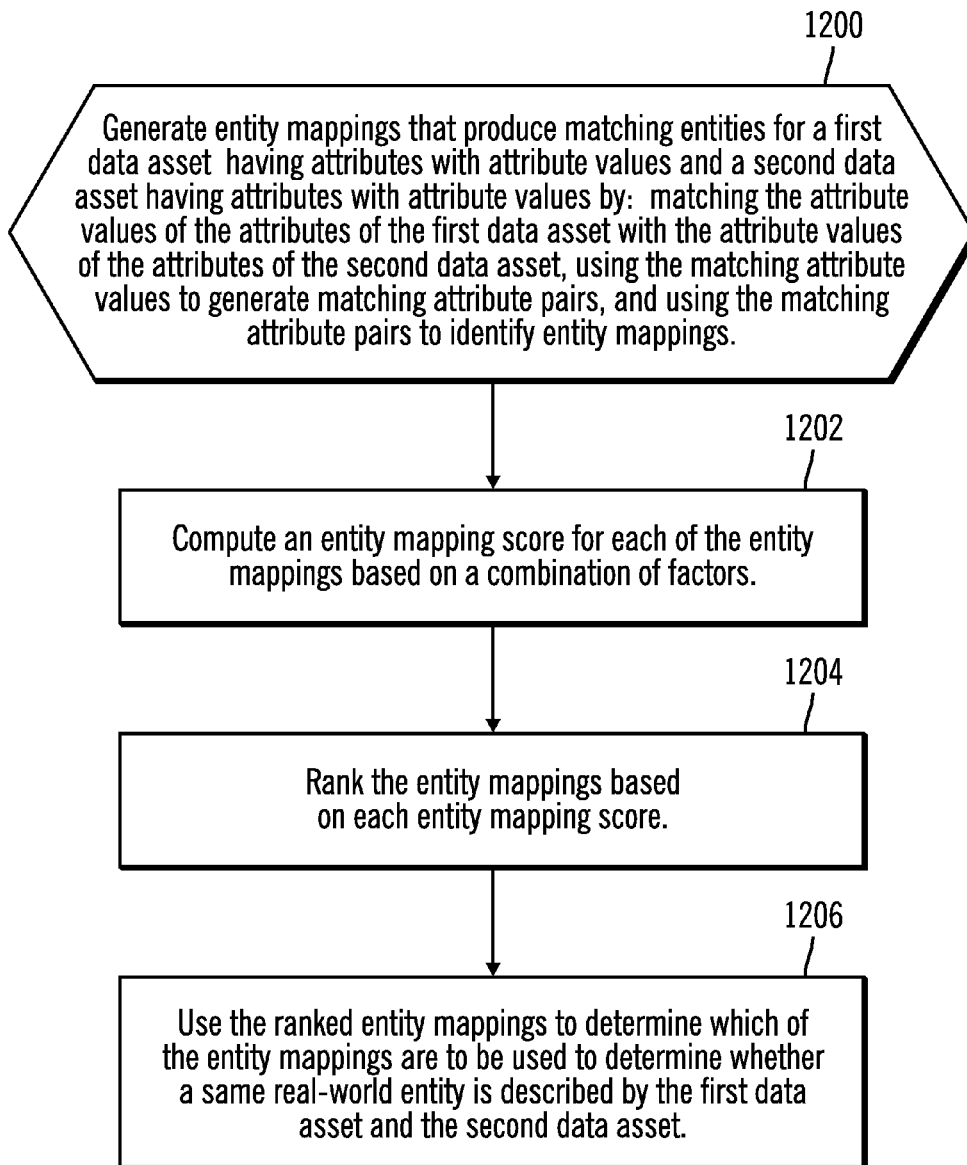 1200
Generate entity mappings that produce matching entities for a first
data asset having attributes with attribute values and a second data
asset having attributes with attribute values by: matching the attribute
values of the attributes of the first data asset with the attribute values
of the attributes of the second data asset, using the matching attribute
values to generate matching attribute pairs, and using the matching
attribute pairs to identify entity mappings.
1202
Compute an entity mapping score for each of the entity
mappings based on a combination of factors.
1204
Rank the entity mappings based
on each entity mapping score.
1206
Use the ranked entity mappings to determine which of
the entity mappings are to be used to determine whether
a same real-world entity is described by the first data
asset and the second data asset.